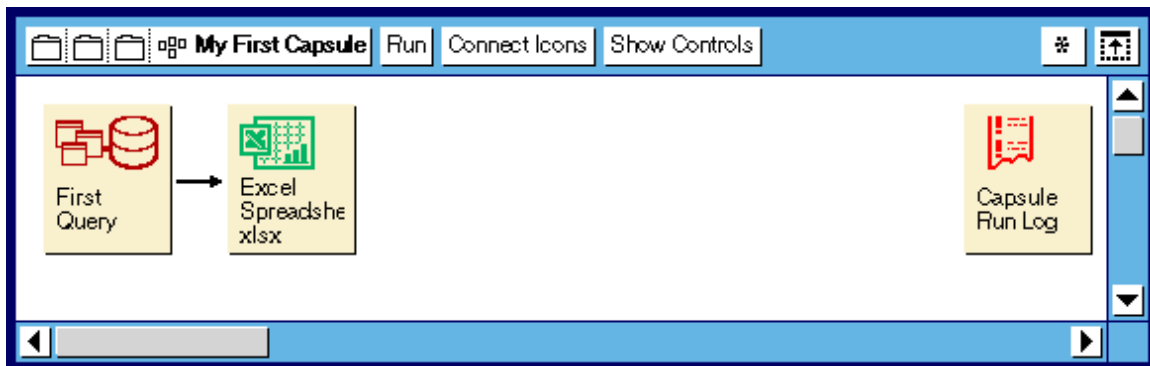 My First Capsule Run Connect Icons Show Controls *
First
Query
Excel
Spreadshe
xlsx
Capsule
Run Log